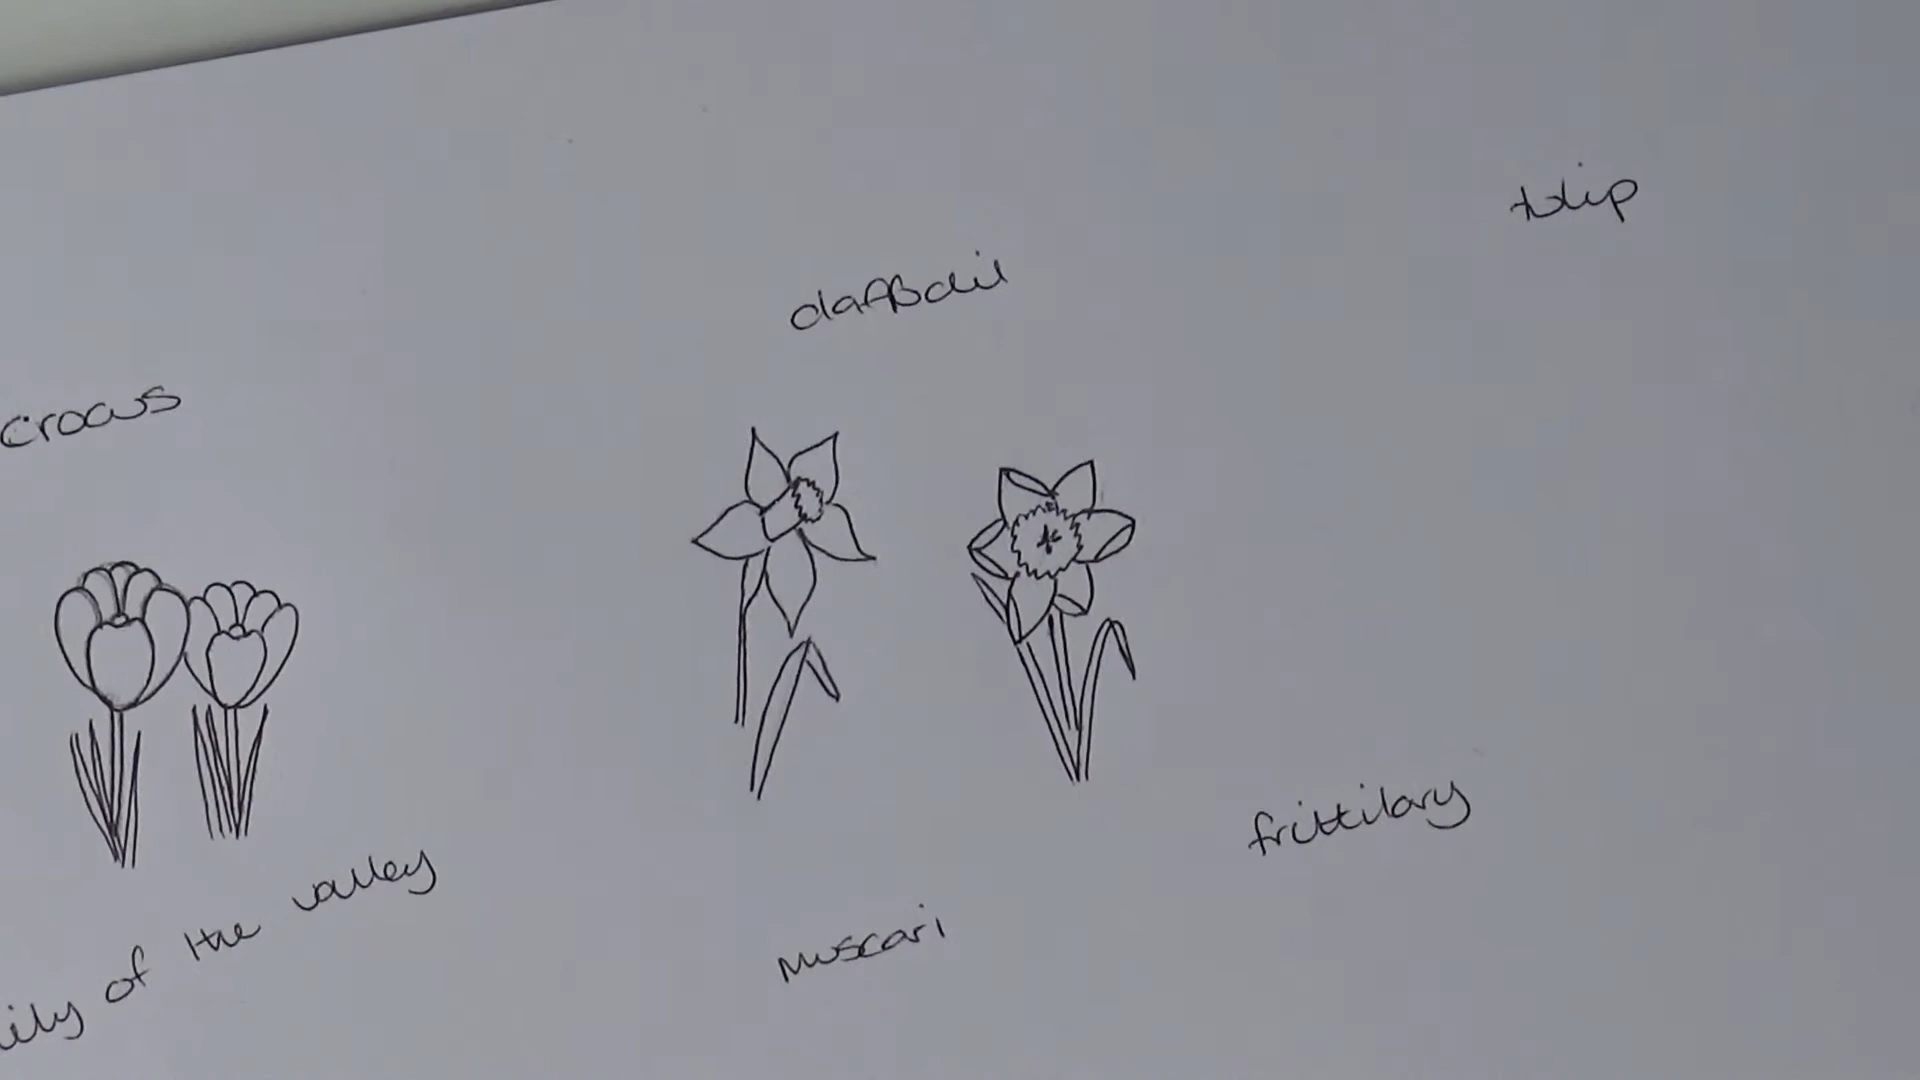 tulip
daffodil
crocus
frittilary
ily of the valley
muscari